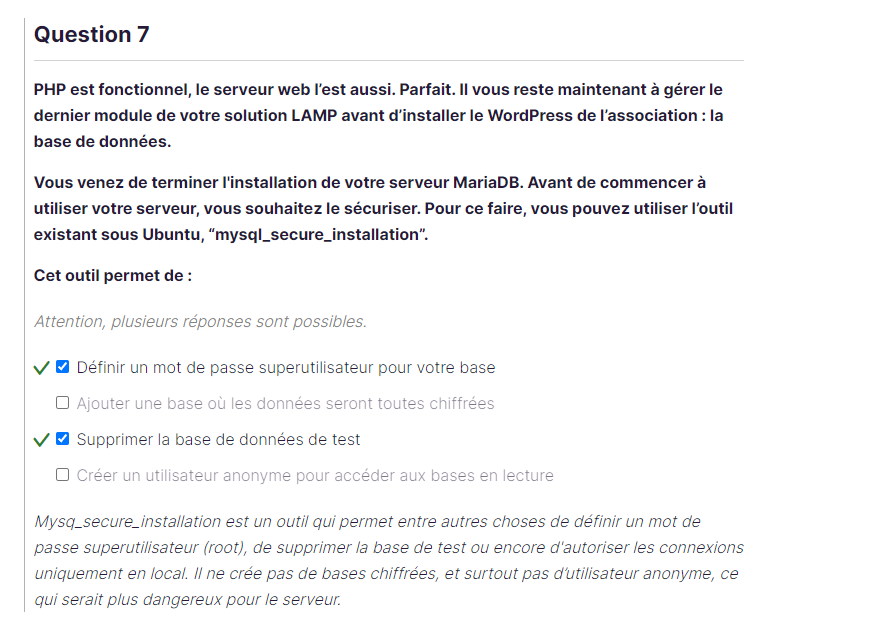 Question 7
PHP est fonctionnel, le serveur web l’est aussi. Parfait. Il vous reste maintenant à gérer le
dernier module de votre solution LAMP avant d’installer le WordPress de l’association : la
base de données.
Vous venez de terminer l'installation de votre serveur MariaDB. Avant de commencer à
utiliser votre serveur, vous souhaitez le sécuriser. Pour ce faire, vous pouvez utiliser l’outil
existant sous Ubuntu, “mysql_secure_installation”.
Cet outil permet de :
Attention, plusieurs réponses sont possibles.
Définir un mot de passe superutilisateur pour votre base
Ajouter une base où les données seront toutes chiffrées
Supprimer la base de données de test
Créer un utilisateur anonyme pour accéder aux bases en lecture
Mysq_secure_installation est un outil qui permet entre autres choses de définir un mot de
passe superutilisateur (root), de supprimer la base de test ou encore d'autoriser les connexions
uniquement en local. Il ne crée pas de bases chiffrées, et surtout pas d’utilisateur anonyme, ce
qui serait plus dangereux pour le serveur.